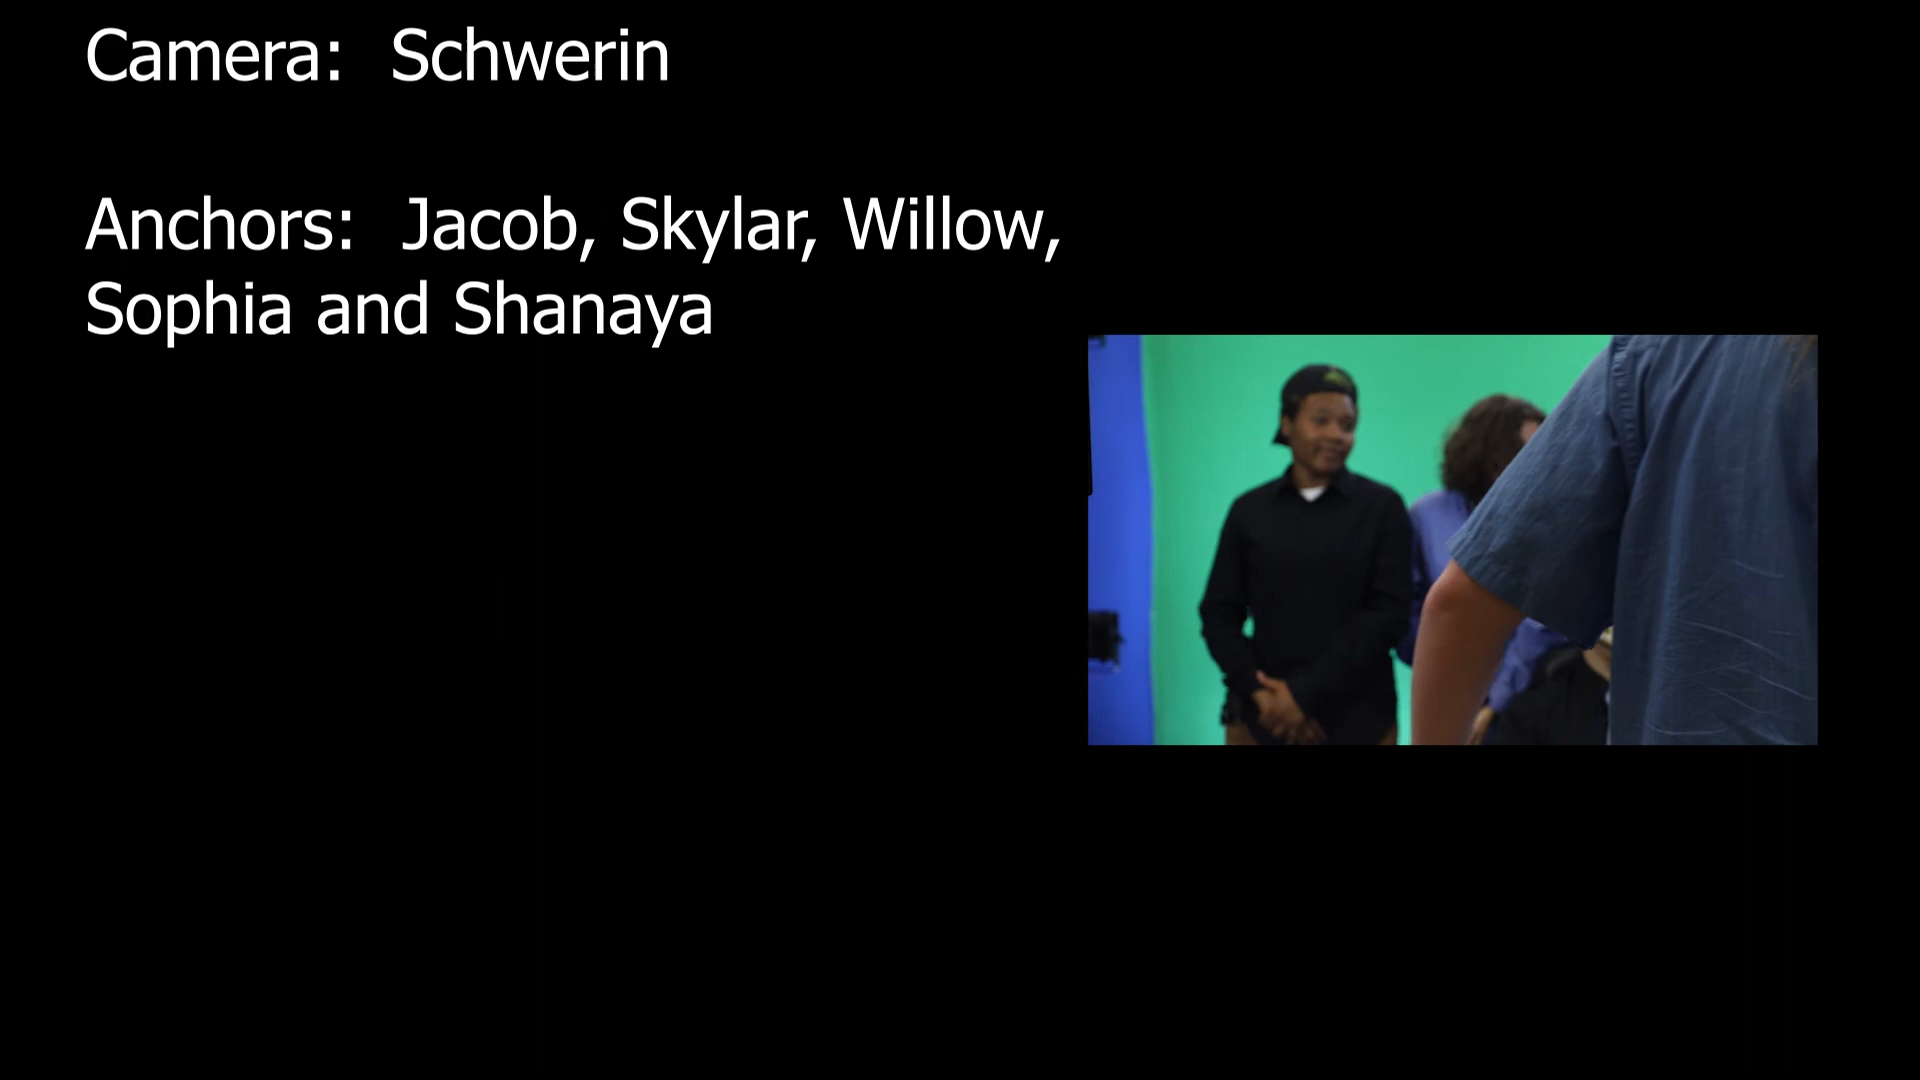 Camera:  Schwerin
Anchors:  Jacob, Skylar, Willow,
Sophia and Shanaya